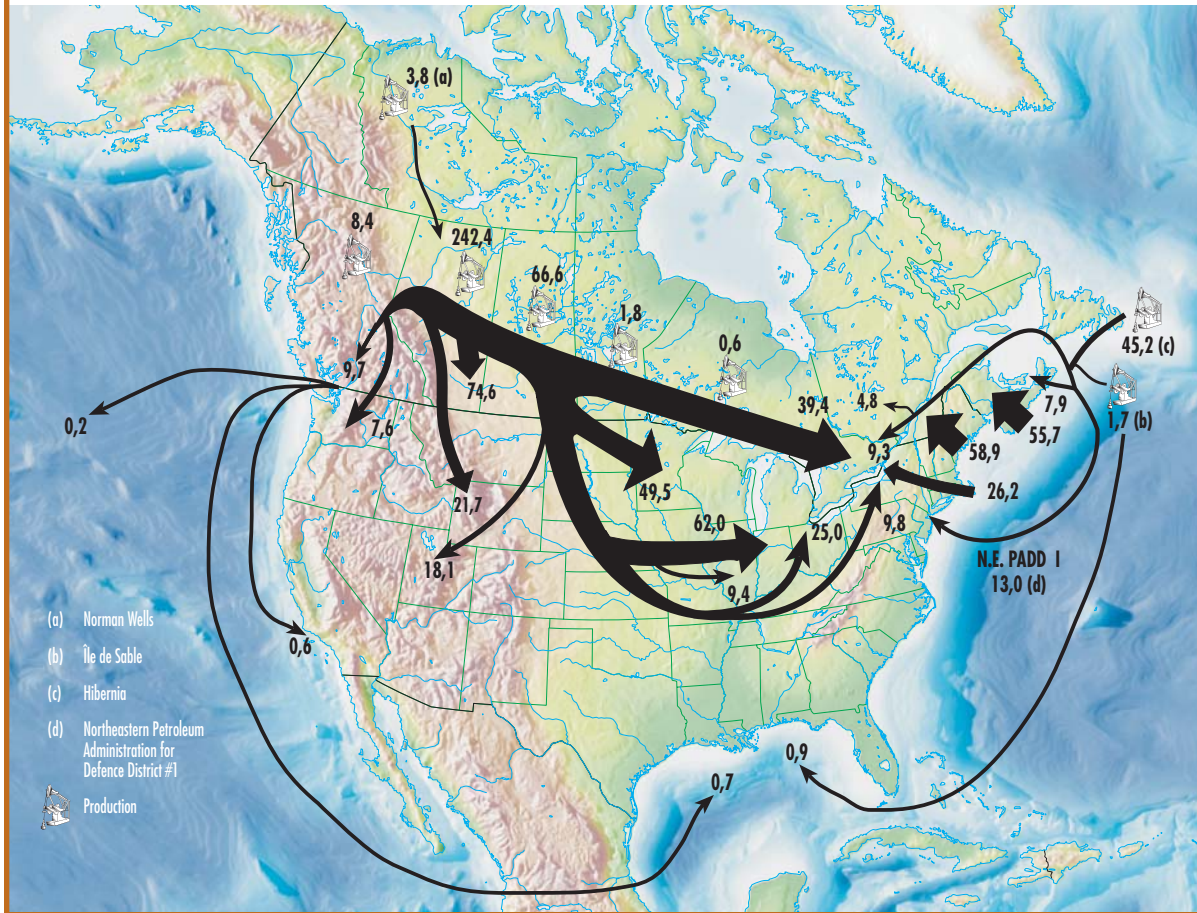 3,8 (a)
8,4
242,4
66,6
1,8
0,6
45,2 (c)
9,7
74,6
39,4
4,8
7,9
1,7 (b)
0,2
7,6
9,3
58,9
55,7
21,7
49,5
26,2
62,0
25,0
9,8
18,1
9,4
N.E. PADD I
13,0 (d)
0,6
0,9
0,7
(a) Norman Wells
(b) Île de Sable
(c) Hibernia
(d) Northeastern Petroleum
Administration for
Defence District #1
Production